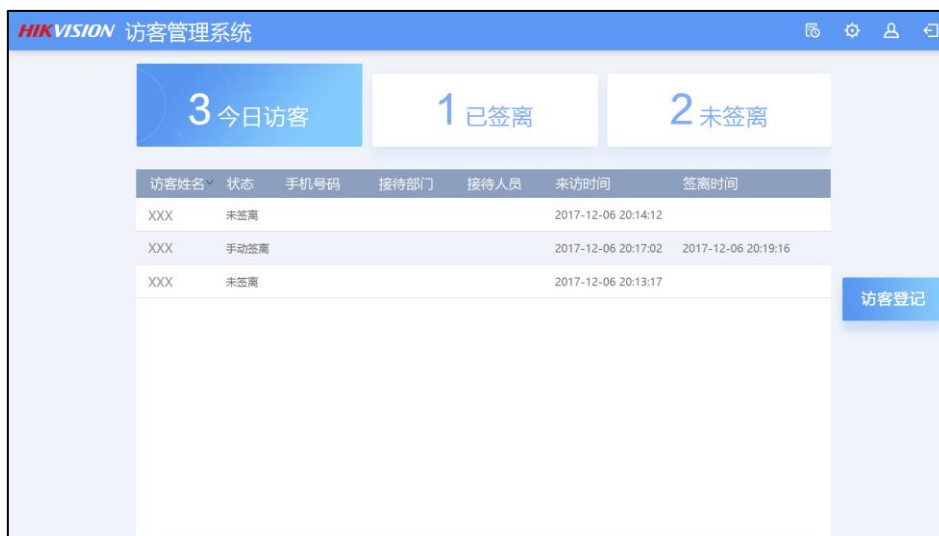 HIKVISION 访客管理系统
3 今日访客 1 已签离 2 未签离
访客姓名 状态 手机号码 接待部门 接待人员 来访时间 签离时间
XXX 未签离 2017-12-06 20:14:12
XXX 手动签离 2017-12-06 20:17:02 2017-12-06 20:19:16
XXX 未签离 2017-12-06 20:13:17
访客登记